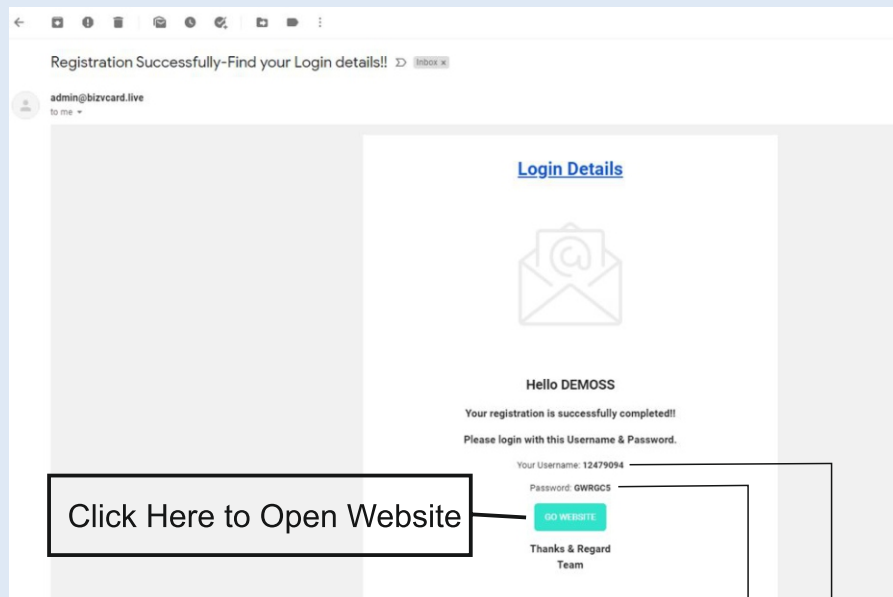 Registration Successfully-Find your Login details!! Inbox x
admin@bizvcard.live
to me
Login Details
Hello DEMOSS
Your registration is successfully completed!!
Please login with this Username & Password.
Your Username: 12479094
Password: GWRGC5
Click Here to Open Website
GO WEBSITE
Thanks & Regard
Team